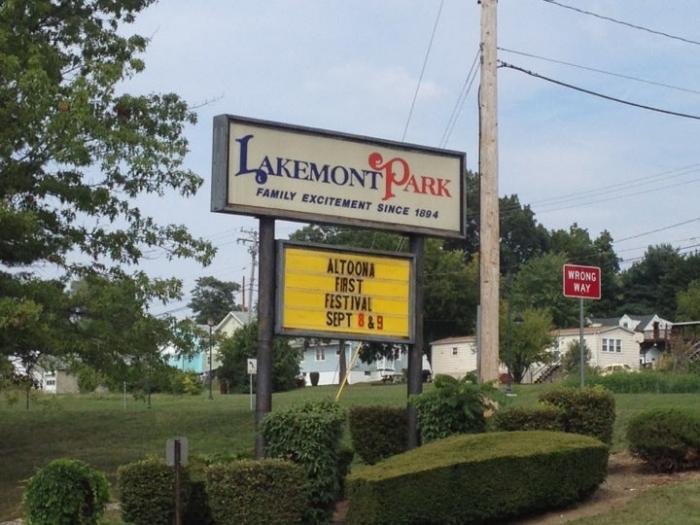 LAKEMONT PARK
FAMILY EXCITEMENT SINCE 1894
ALTOONA
FIRST
FESTIVAL
SEPT 8 & 9
WRONG
WAY